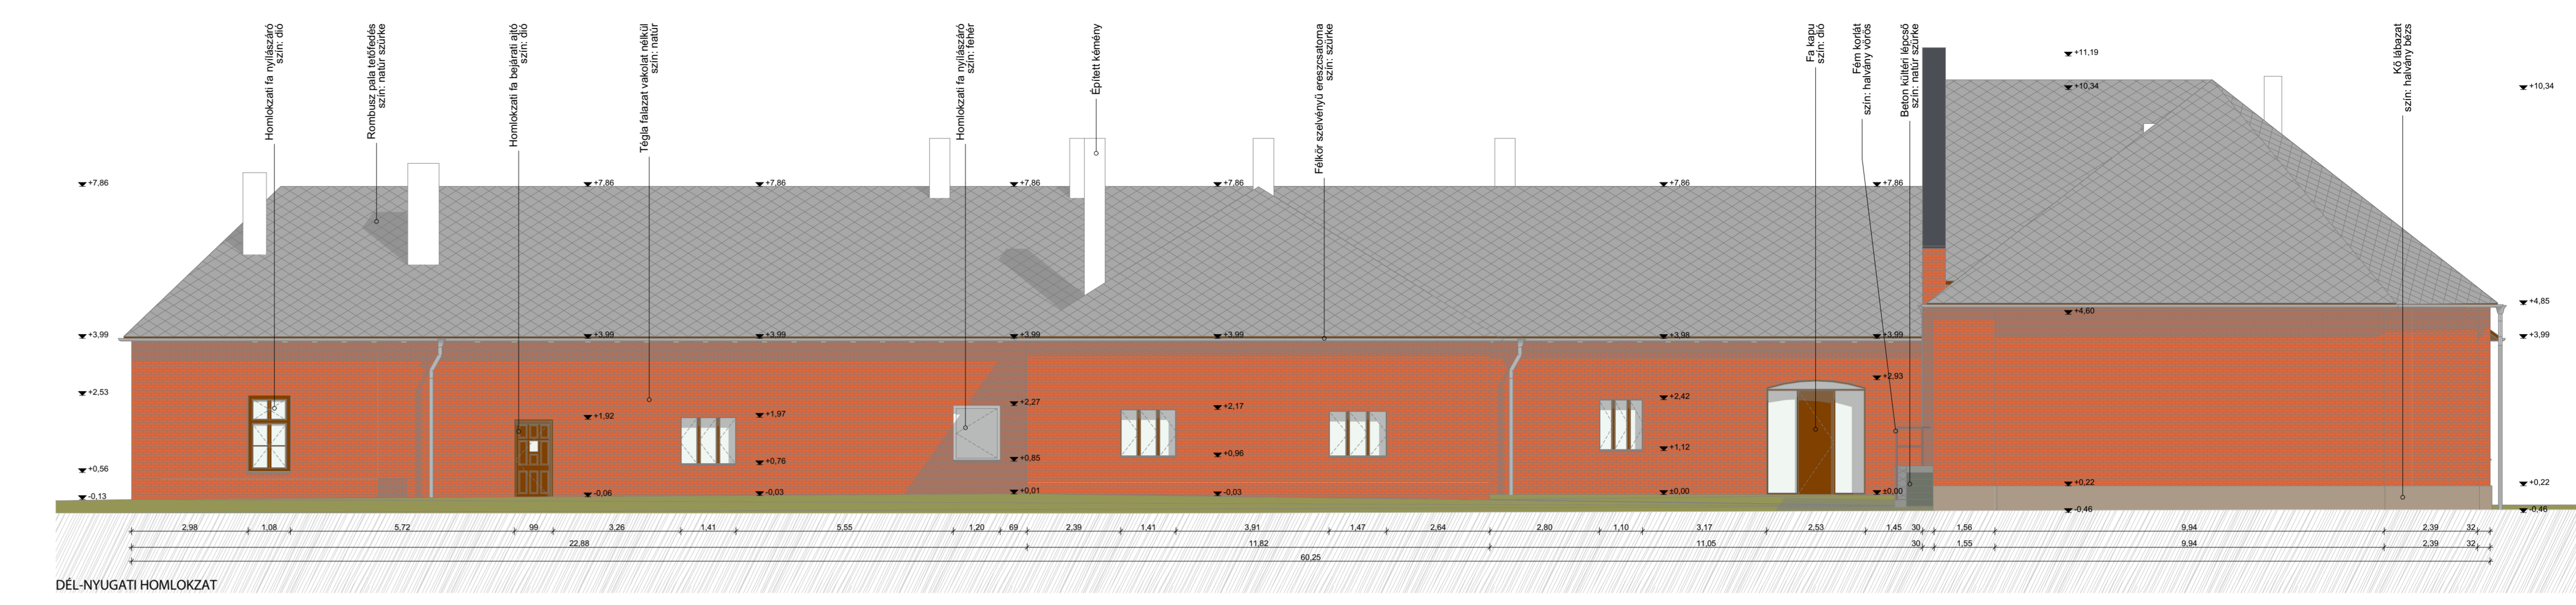 Homlokzati fa nyílászáró
szín: dió
Rombusz pala tetőfedés
szín: natúr szürke
Homlokzati fa bejárati ajtó
szín: dió
Tégla falazat vakolat nélkül
szín: natúr
Homlokzati fa nyílászáró
szín: fehér
Épített kémény
Félkör szelvényű ereszcsatorna
szín: szürke
Fa kapu
szín: dió
Fém korlát
szín: halvány vörös
Beton kültéri lépcső
szín: natúr szürke
Kő lábazat
szín: halvány bézs
+11,19
+10,34
+10,34
+7,86
+7,86
+7,86
+7,86
+7,86
+7,86
+7,86
+4,85
+4,60
+3,99
+3,99
+3,99
+3,99
+3,99
+3,98
+3,99
+3,99
+2,53
+1,92
+1,97
+2,27
+2,17
+2,42
+2,93
+0,56
+0,76
+0,85
+0,96
+1,12
+0,22
+0,22
-0,13
-0,06
-0,03
+0,01
-0,03
±0,00
±0,00
-0,46
-0,46
2,98 1,08 5,72 99 3,26 1,41 5,55 1,20 69 2,39 1,41 3,91 1,47 2,64 2,80 1,10 3,17 2,53 1,45 30 1,56 9,94 2,39 32
22,88 11,82 11,05 30 1,55 9,94 2,39 32
60,25
DÉL-NYUGATI HOMLOKZAT